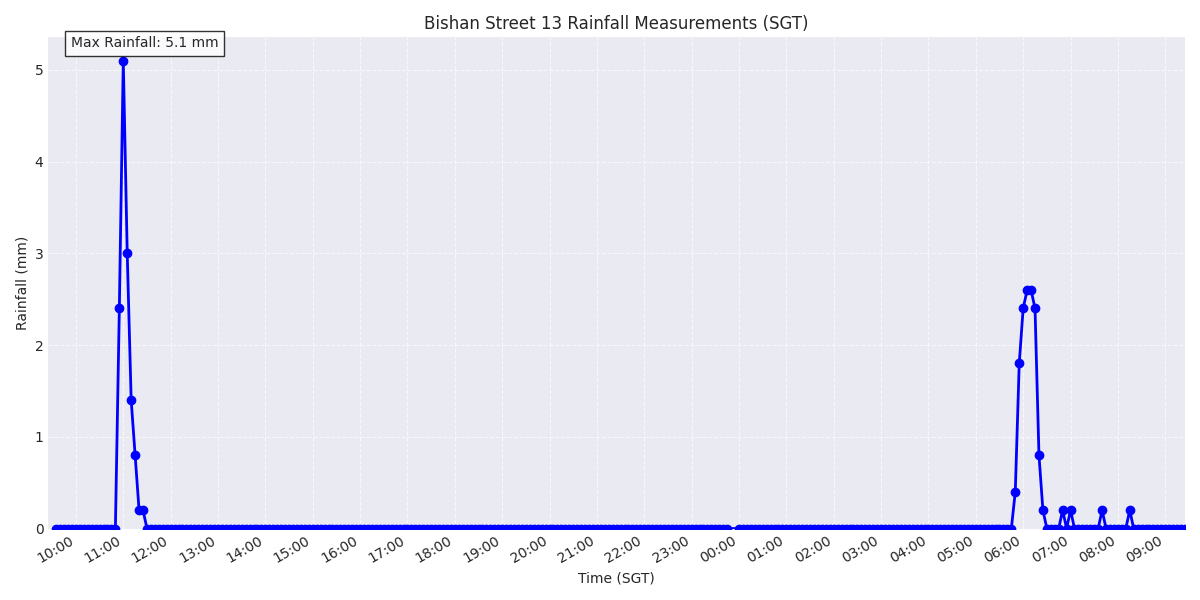 Bishan Street 13 Rainfall Measurements (SGT)
Max Rainfall: 5.1 mm
5
4
3
2
1
0
Rainfall (mm)
10:00 11:00 12:00 13:00 14:00 15:00 16:00 17:00 18:00 19:00 20:00 21:00 22:00 23:00 00:00 01:00 02:00 03:00 04:00 05:00 06:00 07:00 08:00 09:00
Time (SGT)